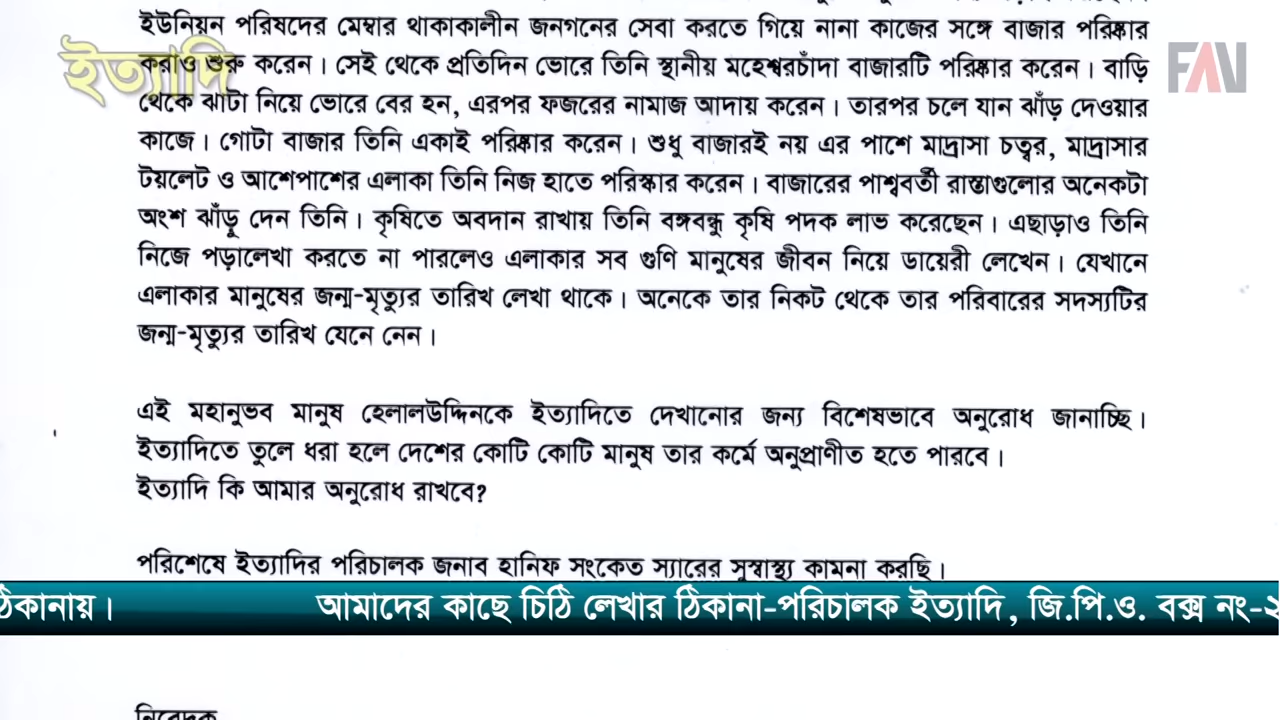 ইউনিয়ন পরিষদের মেম্বার থাকাকালীন জনগনের সেবা করতে গিয়ে নানা কাজের সঙ্গে বাজার পরিষ্কার
ইত্যাদি
FAV
করাও শুরু করেন। সেই থেকে প্রতিদিন ভোরে তিনি স্থানীয় মহেশ্বরচাঁদা বাজারটি পরিষ্কার করেন। বাড়ি
থেকে ঝাঁটা নিয়ে ভোরে বের হন, এরপর ফজরের নামাজ আদায় করেন। তারপর চলে যান ঝাঁড় দেওয়ার
কাজে। গোটা বাজার তিনি একাই পরিষ্কার করেন। শুধু বাজারই নয় এর পাশে মাদ্রাসা চত্বর, মাদ্রাসার
টয়লেট ও আশেপাশের এলাকা তিনি নিজ হাতে পরিস্কার করেন। বাজারের পাশ্ববর্তী রাস্তাগুলোর অনেকটা
অংশ ঝাঁড়ু দেন তিনি। কৃষিতে অবদান রাখায় তিনি বঙ্গবন্ধু কৃষি পদক লাভ করেছেন। এছাড়াও তিনি
নিজে পড়ালেখা করতে না পারলেও এলাকার সব গুণি মানুষের জীবন নিয়ে ডায়েরী লেখেন। যেখানে
এলাকার মানুষের জন্ম-মৃত্যুর তারিখ লেখা থাকে। অনেকে তার নিকট থেকে তার পরিবারের সদস্যটির
জন্ম-মৃত্যুর তারিখ যেনে নেন।
এই মহানুভব মানুষ হেলালউদ্দিনকে ইত্যাদিতে দেখানোর জন্য বিশেষভাবে অনুরোধ জানাচ্ছি।
ইত্যাদিতে তুলে ধরা হলে দেশের কোটি কোটি মানুষ তার কর্মে অনুপ্রাণীত হতে পারবে।
ইত্যাদি কি আমার অনুরোধ রাখবে?
পরিশেষে ইত্যাদির পরিচালক জনাব হানিফ সংকেত স্যারের সুস্বাস্থ্য কামনা করছি।
ঠিকানায়। আমাদের কাছে চিঠি লেখার ঠিকানা-পরিচালক ইত্যাদি, জি.পি.ও. বক্স নং-২
নিবেদক